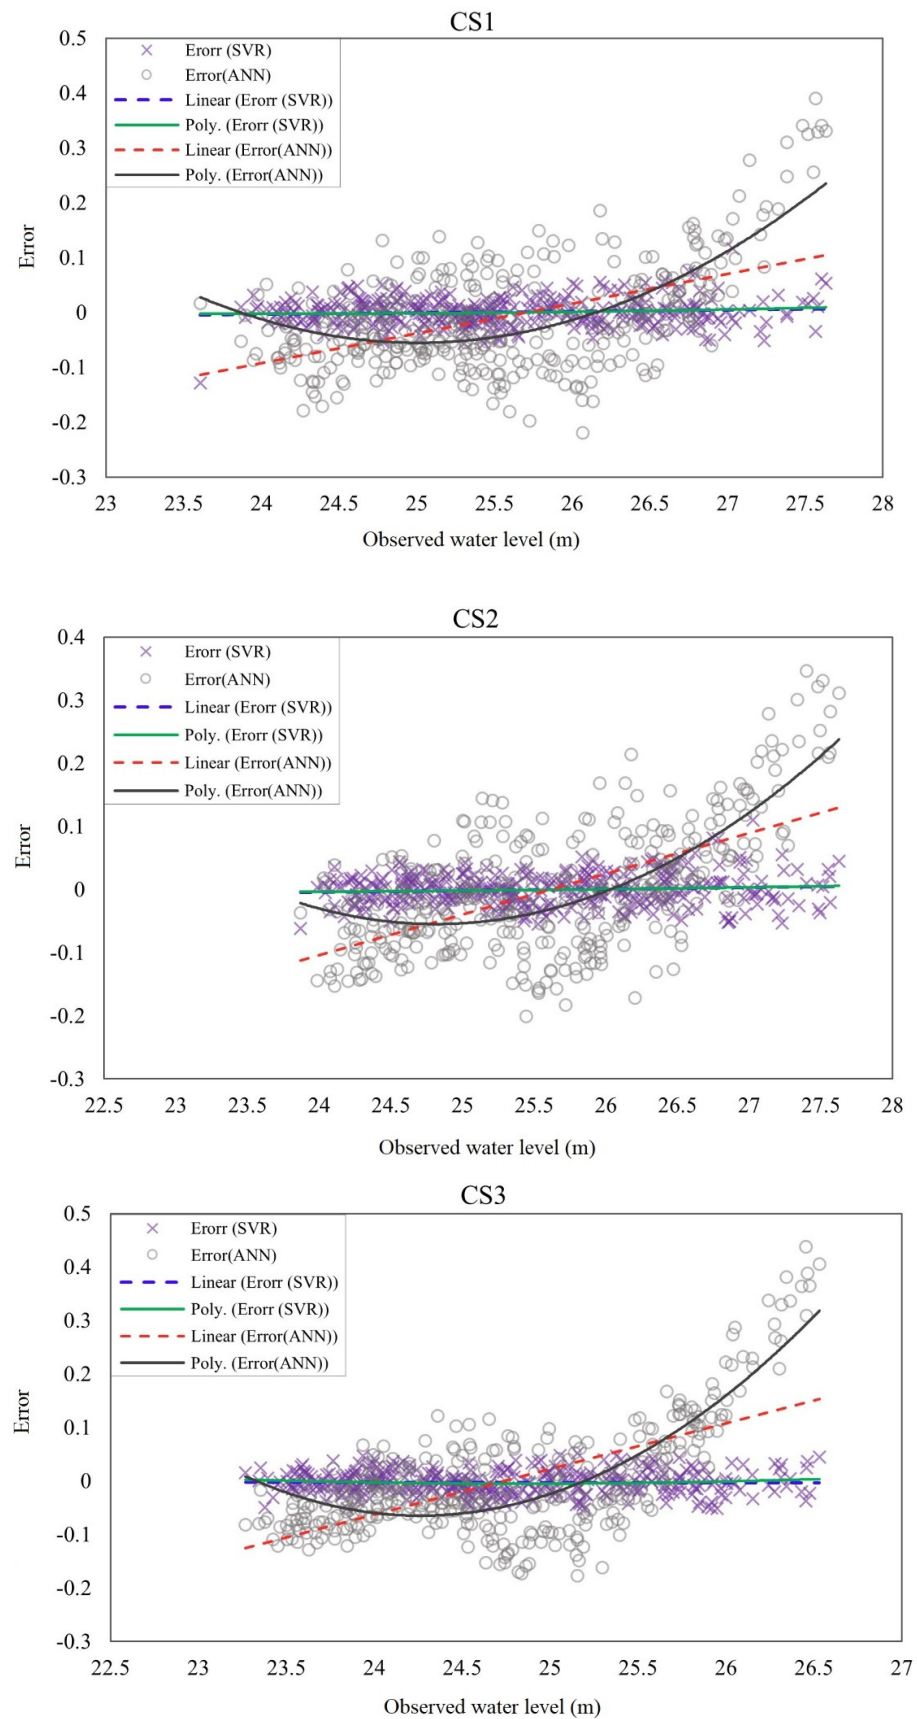 CS1
0.5
0.4
0.3
0.2
0.1
0
-0.1
-0.2
-0.3
Error
Erorr (SVR)
Error(ANN)
Linear (Erorr (SVR))
Poly. (Erorr (SVR))
Linear (Error(ANN))
Poly. (Error(ANN))
23 23.5 24 24.5 25 25.5 26 26.5 27 27.5 28
Observed water level (m)
CS2
0.4
0.3
0.2
0.1
0
-0.1
-0.2
-0.3
Error
Erorr (SVR)
Error(ANN)
Linear (Erorr (SVR))
Poly. (Erorr (SVR))
Linear (Error(ANN))
Poly. (Error(ANN))
22.5 23 23.5 24 24.5 25 25.5 26 26.5 27 27.5 28
Observed water level (m)
CS3
0.5
0.4
0.3
0.2
0.1
0
-0.1
-0.2
-0.3
Error
Erorr (SVR)
Error(ANN)
Linear (Erorr (SVR))
Poly. (Erorr (SVR))
Linear (Error(ANN))
Poly. (Error(ANN))
22.5 23 23.5 24 24.5 25 25.5 26 26.5 27
Observed water level (m)